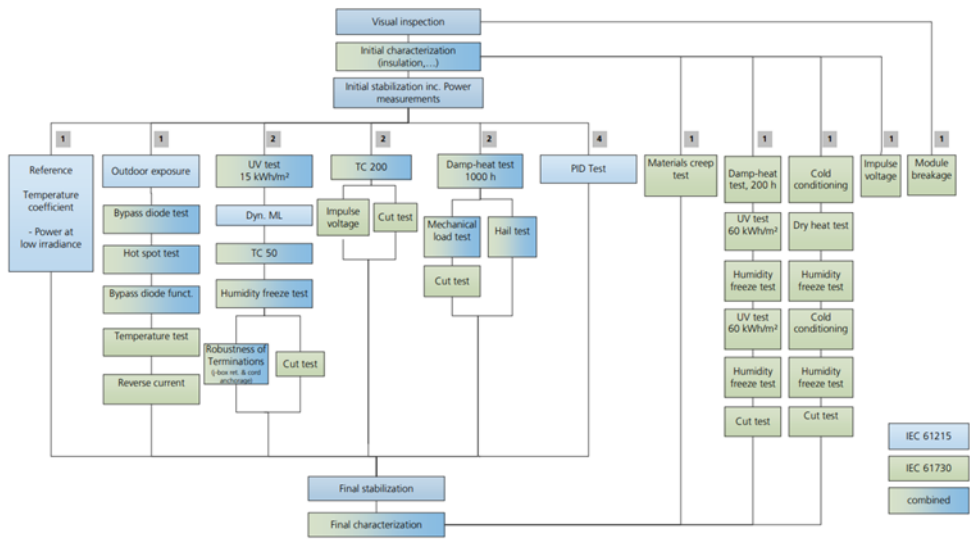 Visual inspection
Initial characterization
(insulation,...)
Initial stabilization inc. Power
measurements
1
1
2
2
2
4
1
1
1
1
1
Reference
Temperature
coefficient
- Power at
low irradiance
Outdoor exposure
Bypass diode test
Hot spot test
Bypass diode funct.
Temperature test
Reverse current
UV test
15 kWh/m²
Dyn. ML
TC 50
Humidity freeze test
Robustness of
Terminations
(j-box ret. & cord
anchorage)
Cut test
TC 200
Impulse
voltage
Cut test
Damp-heat test
1000 h
Mechanical
load test
Hail test
Cut test
PID Test
Materials creep
test
Damp-heat
test, 200 h
UV test
60 kWh/m²
Humidity
freeze test
UV test
60 kWh/m²
Humidity
freeze test
Cut test
Cold
conditioning
Dry heat test
Humidity
freeze test
Cold
conditioning
Humidity
freeze test
Cut test
Impulse
voltage
Module
breakage
Final stabilization
Final characterization
IEC 61215
IEC 61730
combined